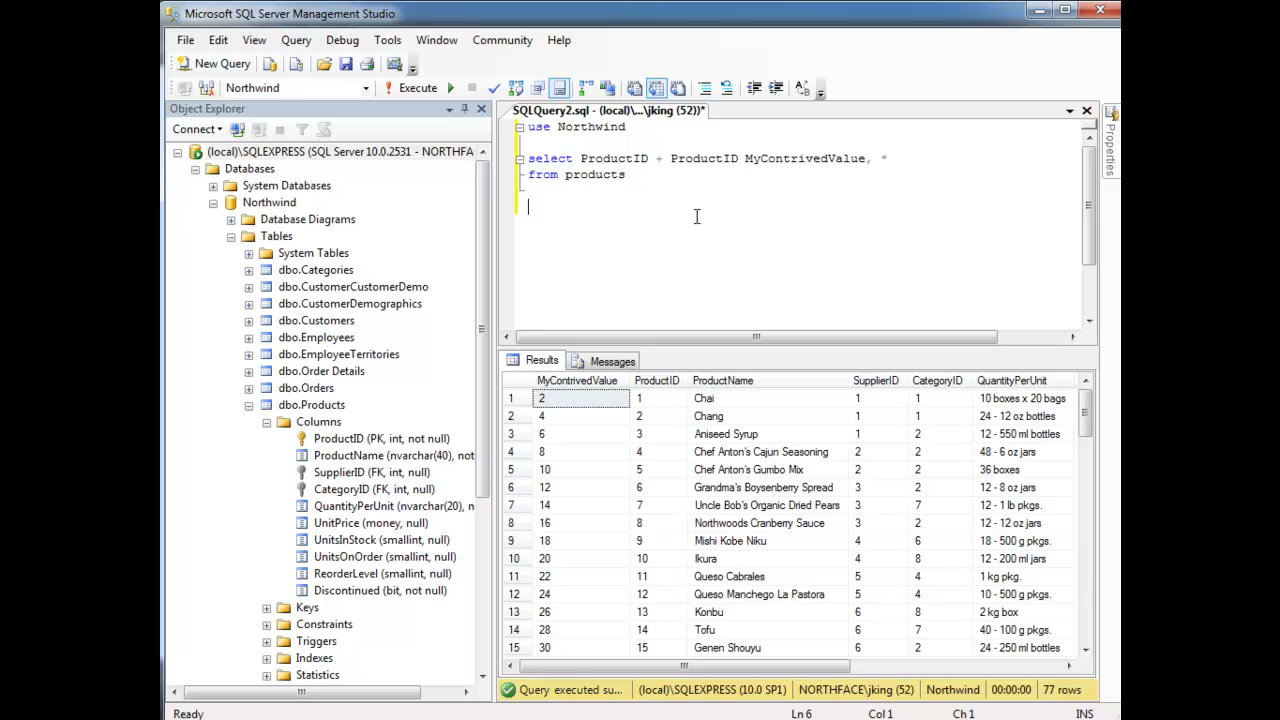 Microsoft SQL Server Management Studio
File Edit View Query Debug Tools Window Community Help
New Query
Northwind Execute
Object Explorer
Connect
(local)\SQLEXPRESS (SQL Server 10.0.2531 - NORTHFA
Databases
System Databases
Northwind
Database Diagrams
Tables
System Tables
dbo.Categories
dbo.CustomerCustomerDemo
dbo.CustomerDemographics
dbo.Customers
dbo.Employees
dbo.EmployeeTerritories
dbo.Order Details
dbo.Orders
dbo.Products
Columns
ProductID (PK, int, not null)
ProductName (nvarchar(40), not
SupplierID (FK, int, null)
CategoryID (FK, int, null)
QuantityPerUnit (nvarchar(20), n
UnitPrice (money, null)
UnitsInStock (smallint, null)
UnitsOnOrder (smallint, null)
ReorderLevel (smallint, null)
Discontinued (bit, not null)
Keys
Constraints
Triggers
Indexes
Statistics
SQLQuery2.sql - (local)\...\jking (52))*
use Northwind
select ProductID + ProductID MyContrivedValue, *
from products
Properties
Results Messages
MyContrivedValue ProductID ProductName SupplierID CategoryID QuantityPerUnit
1 2 1 Chai 1 1 10 boxes x 20 bags
2 4 2 Chang 1 1 24 - 12 oz bottles
3 6 3 Aniseed Syrup 1 2 12 - 550 ml bottles
4 8 4 Chef Anton's Cajun Seasoning 2 2 48 - 6 oz jars
5 10 5 Chef Anton's Gumbo Mix 2 2 36 boxes
6 12 6 Grandma's Boysenberry Spread 3 2 12 - 8 oz jars
7 14 7 Uncle Bob's Organic Dried Pears 3 7 12 - 1 lb pkgs.
8 16 8 Northwoods Cranberry Sauce 3 2 12 - 12 oz jars
9 18 9 Mishi Kobe Niku 4 6 18 - 500 g pkgs.
10 20 10 Ikura 4 8 12 - 200 ml jars
11 22 11 Queso Cabrales 5 4 1 kg pkg.
12 24 12 Queso Manchego La Pastora 5 4 10 - 500 g pkgs.
13 26 13 Konbu 6 8 2 kg box
14 28 14 Tofu 6 7 40 - 100 g pkgs.
15 30 15 Genen Shouyu 6 2 24 - 250 ml bottles
Query executed su... (local)\SQLEXPRESS (10.0 SP1) NORTHFACE\jking (52) Northwind 00:00:00 77 rows
Ready Ln 6 Col 1 Ch 1 INS